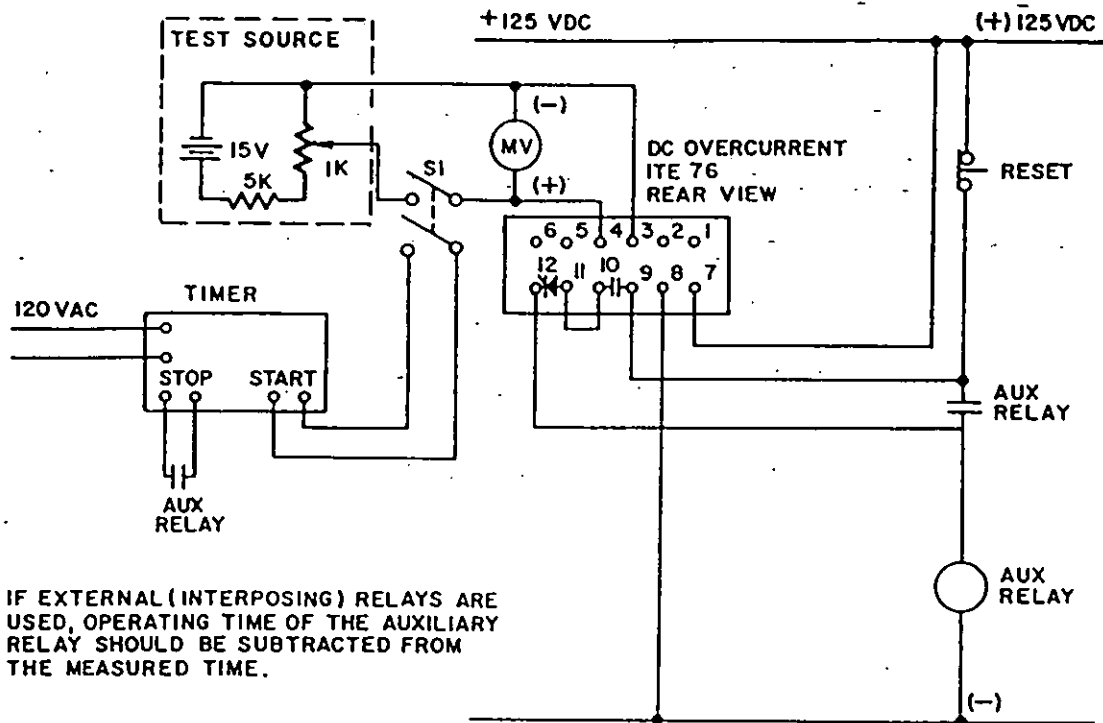 +125 VDC
(+) 125 VDC
TEST SOURCE
15V
1K
5K
S1
(-)
MV
(+)
DC OVERCURRENT
ITE 76
REAR VIEW
RESET
6 5 4 3 2 1
12 11 10 9 8 7
120 VAC
TIMER
STOP START
AUX
RELAY
AUX
RELAY
AUX
RELAY
IF EXTERNAL (INTERPOSING) RELAYS ARE
USED, OPERATING TIME OF THE AUXILIARY
RELAY SHOULD BE SUBTRACTED FROM
THE MEASURED TIME.
(-)